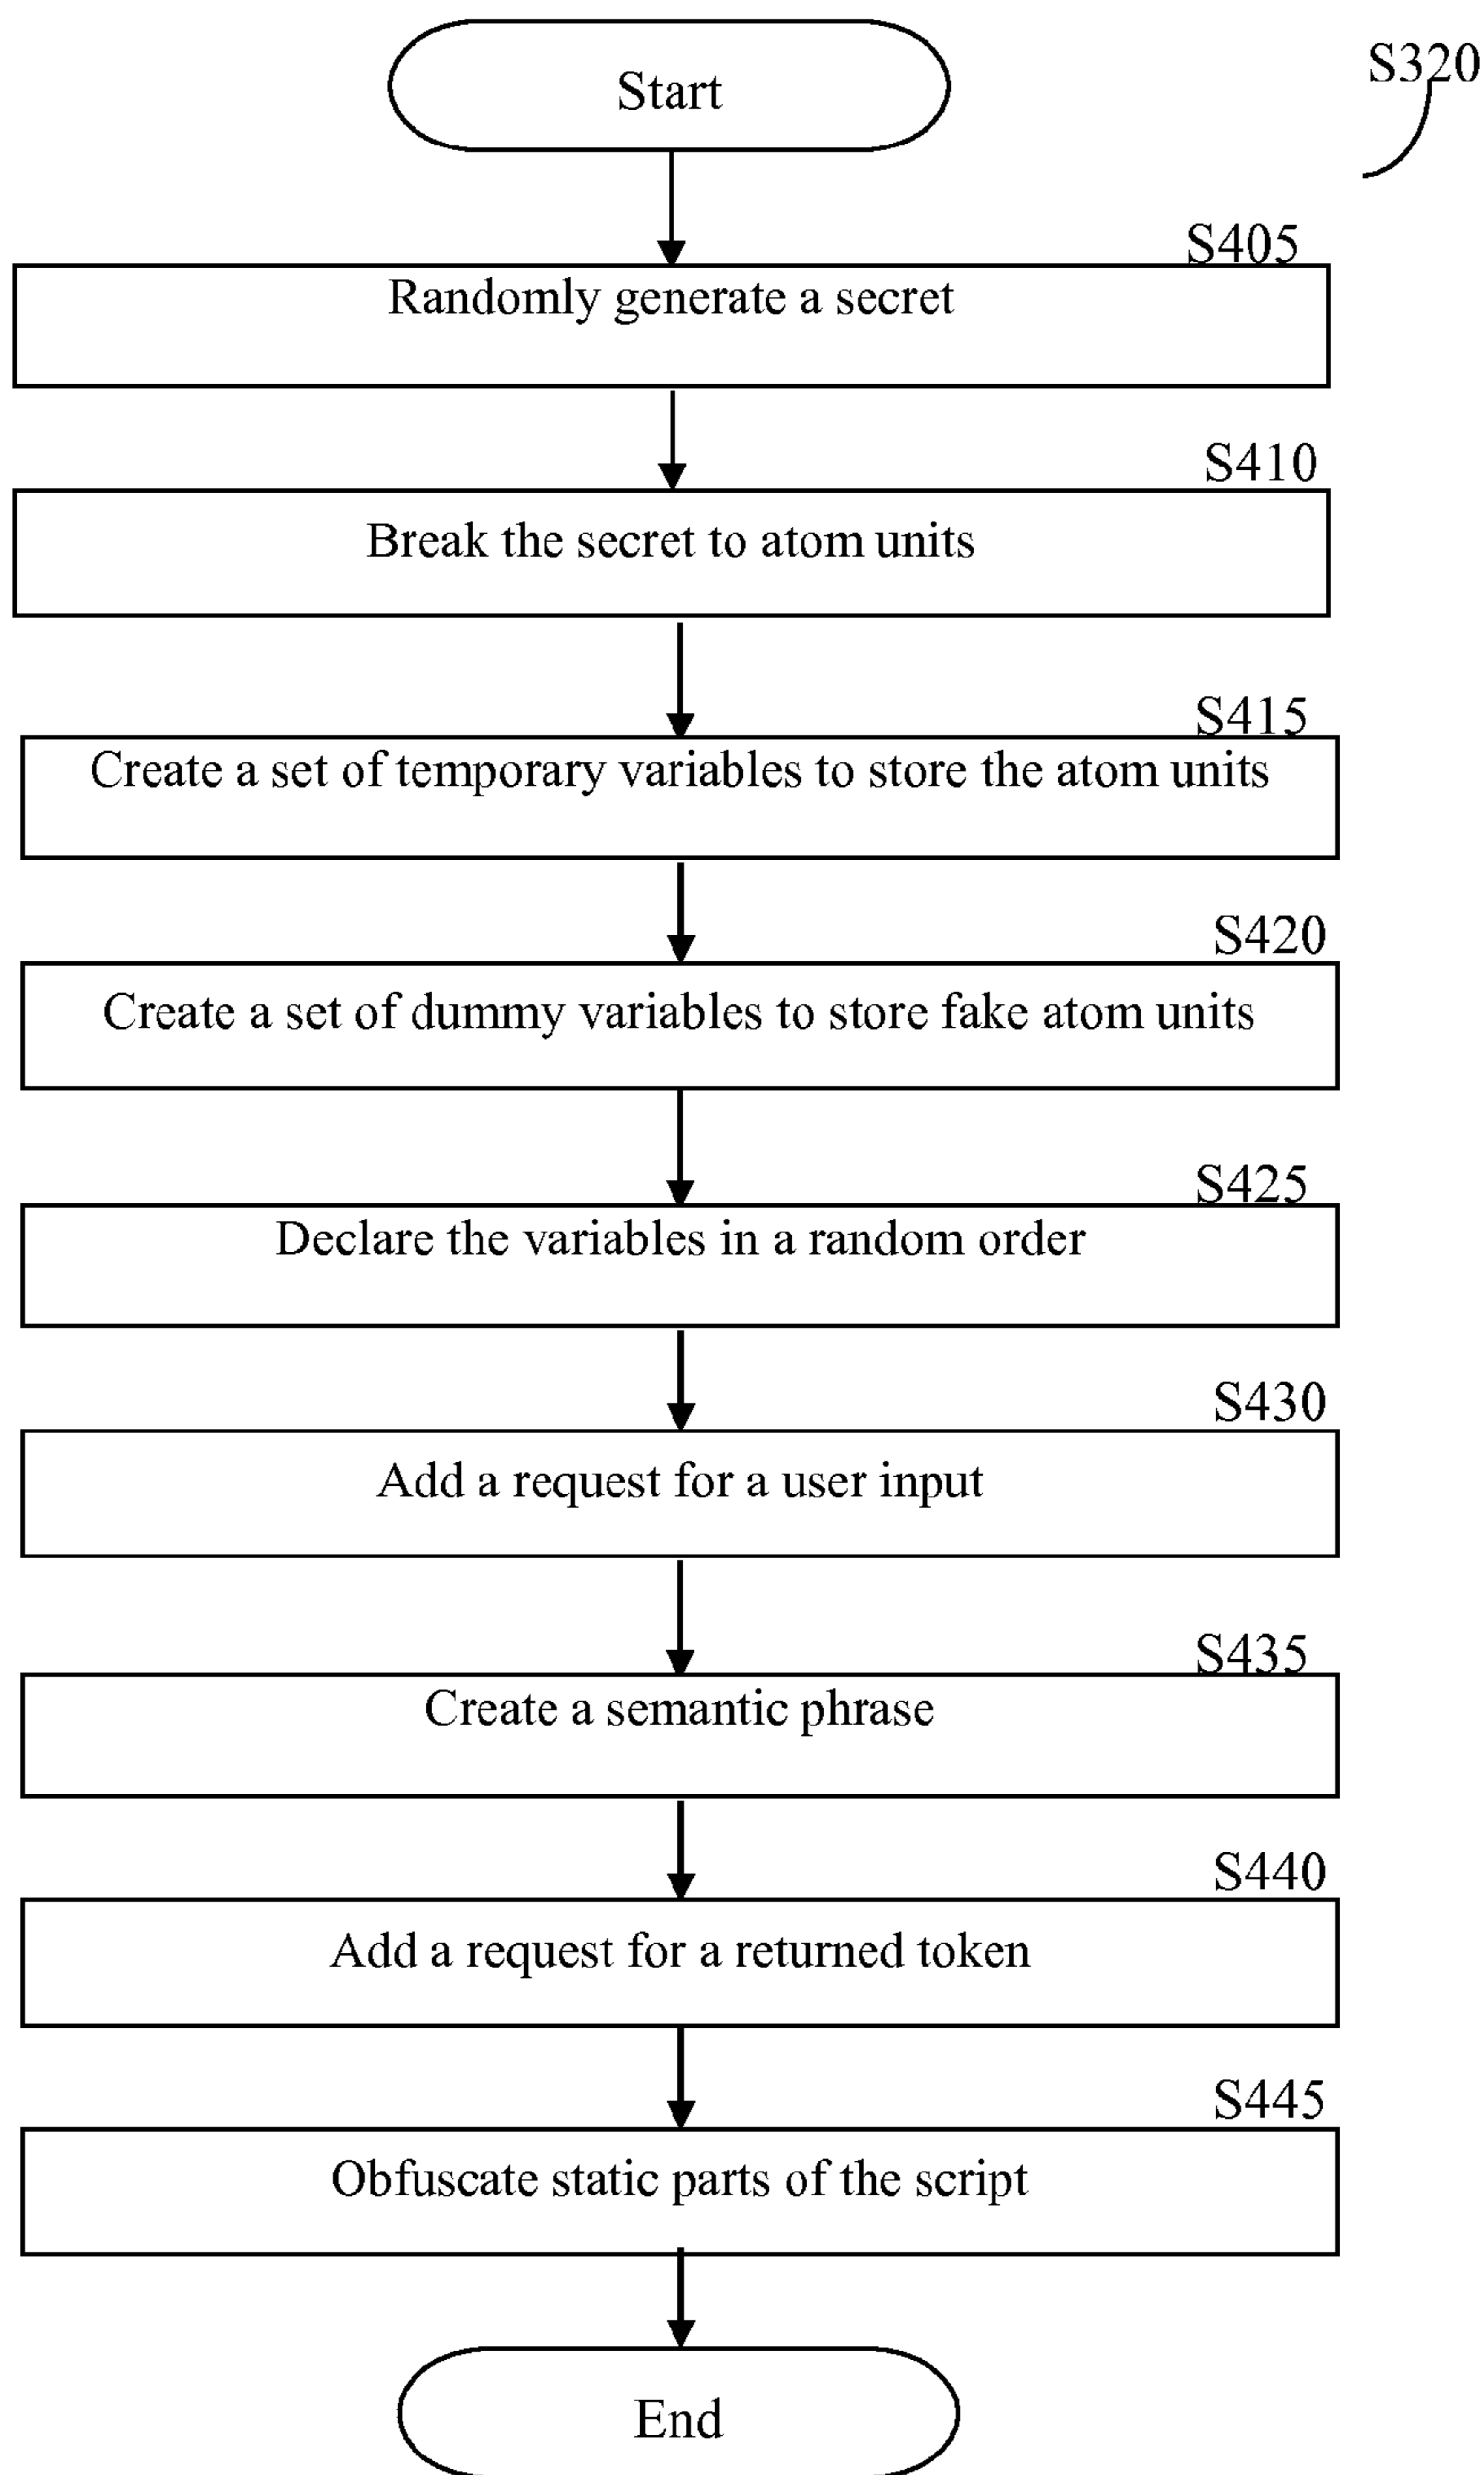 Start
S320
S405
Randomly generate a secret
S410
Break the secret to atom units
S415
Create a set of temporary variables to store the atom units
S420
Create a set of dummy variables to store fake atom units
S425
Declare the variables in a random order
S430
Add a request for a user input
S435
Create a semantic phrase
S440
Add a request for a returned token
S445
Obfuscate static parts of the script
End